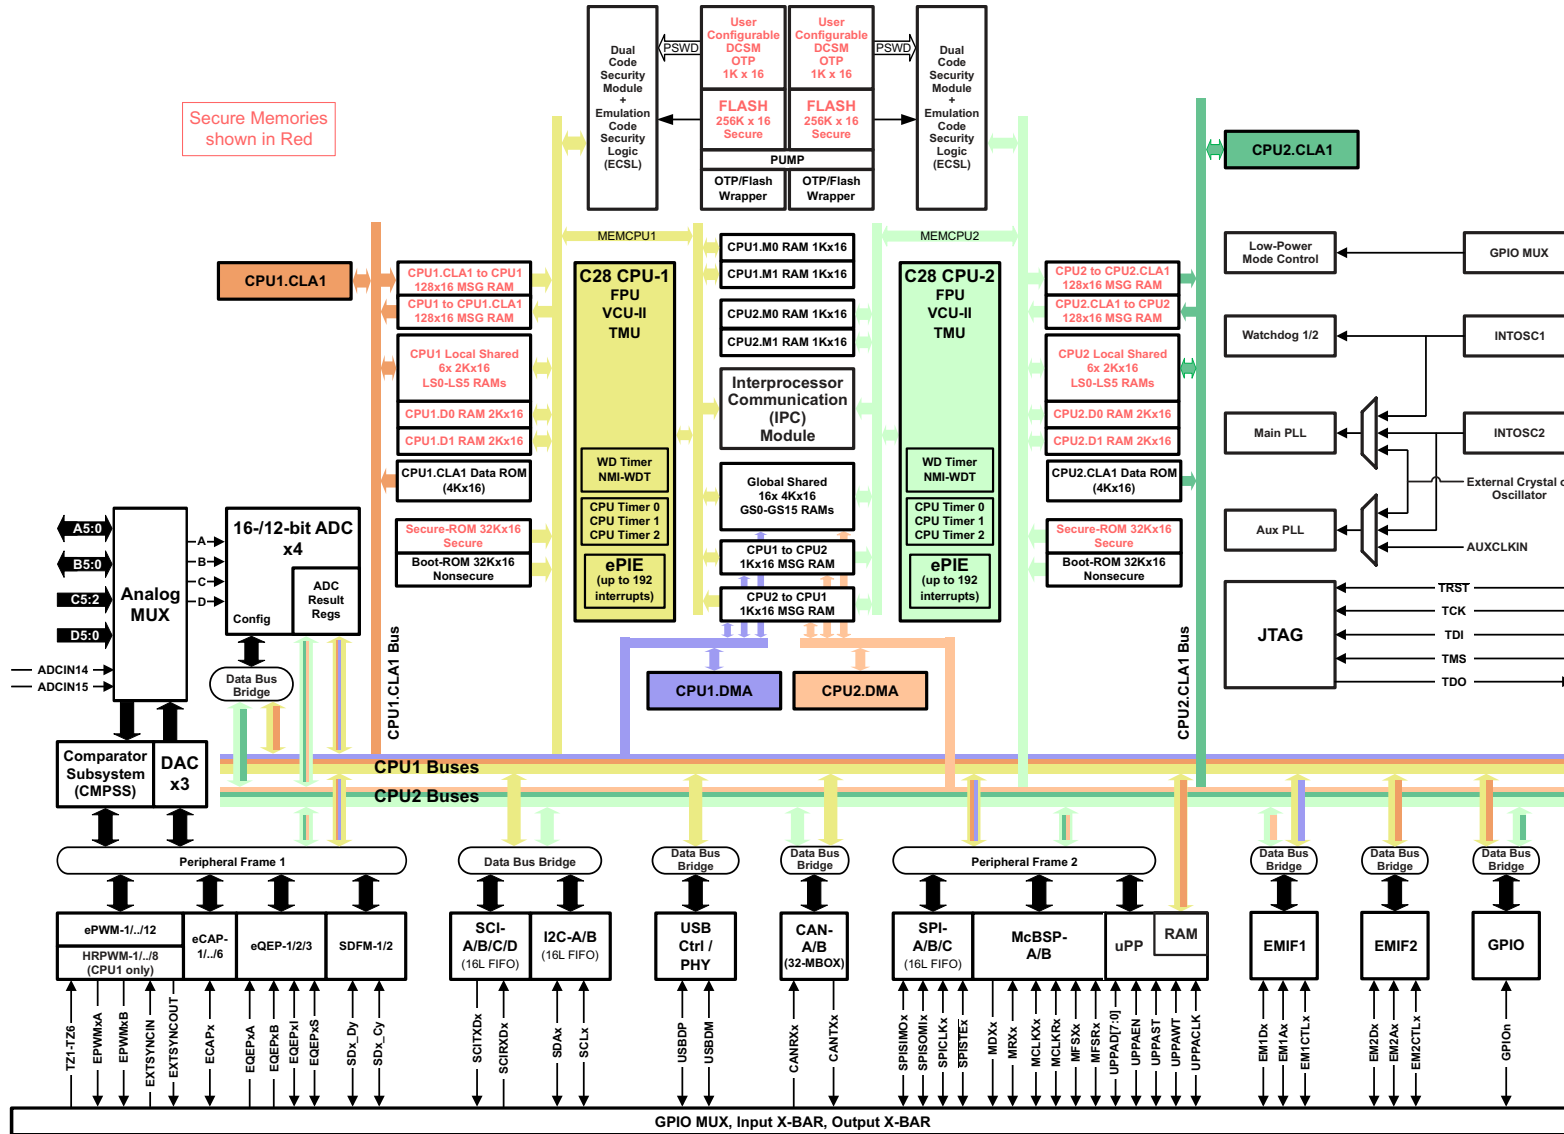 Secure Memories
shown in Red
Dual
Code
Security
Module
+
Emulation
Code
Security
Logic
(ECSL)
PSWD
User
Configurable
DCSM
OTP
1K x 16
User
Configurable
DCSM
OTP
1K x 16
PSWD
FLASH
256K x 16
Secure
FLASH
256K x 16
Secure
PUMP
OTP/Flash
Wrapper
OTP/Flash
Wrapper
Dual
Code
Security
Module
+
Emulation
Code
Security
Logic
(ECSL)
CPU2.CLA1
MEMCPU1
MEMCPU2
CPU1.CLA1
CPU1.CLA1 to CPU1
128x16 MSG RAM
CPU1 to CPU1.CLA1
128x16 MSG RAM
CPU1 Local Shared
6x 2Kx16
LS0-LS5 RAMs
CPU1.D0 RAM 2Kx16
CPU1.D1 RAM 2Kx16
CPU1.CLA1 Data ROM
(4Kx16)
Secure-ROM 32Kx16
Secure
Boot-ROM 32Kx16
Nonsecure
C28 CPU-1
FPU
VCU-II
TMU
WD Timer
NMI-WDT
CPU Timer 0
CPU Timer 1
CPU Timer 2
ePIE
(up to 192
interrupts)
CPU1.M0 RAM 1Kx16
CPU1.M1 RAM 1Kx16
CPU2.M0 RAM 1Kx16
CPU2.M1 RAM 1Kx16
Interprocessor
Communication
(IPC)
Module
Global Shared
16x 4Kx16
GS0-GS15 RAMs
CPU1 to CPU2
1Kx16 MSG RAM
CPU2 to CPU1
1Kx16 MSG RAM
C28 CPU-2
FPU
VCU-II
TMU
WD Timer
NMI-WDT
CPU Timer 0
CPU Timer 1
CPU Timer 2
ePIE
(up to 192
interrupts)
CPU2 to CPU2.CLA1
128x16 MSG RAM
CPU2.CLA1 to CPU2
128x16 MSG RAM
CPU2 Local Shared
6x 2Kx16
LS0-LS5 RAMs
CPU2.D0 RAM 2Kx16
CPU2.D1 RAM 2Kx16
CPU2.CLA1 Data ROM
(4Kx16)
Secure-ROM 32Kx16
Secure
Boot-ROM 32Kx16
Nonsecure
Low-Power
Mode Control
GPIO MUX
Watchdog 1/2
INTOSC1
Main PLL
INTOSC2
External Crystal o
Oscillator
Aux PLL
AUXCLKIN
JTAG
TRST
TCK
TDI
TMS
TDO
A5:0
B5:0
C5:2
D5:0
ADCIN14
ADCIN15
Analog
MUX
A
B
C
D
16-/12-bit ADC
x4
Config
ADC
Result
Regs
Data Bus
Bridge
CPU1.CLA1 Bus
CPU2.CLA1 Bus
CPU1.DMA
CPU2.DMA
Comparator
Subsystem
(CMPSS)
DAC
x3
CPU1 Buses
CPU2 Buses
Peripheral Frame 1
Data Bus Bridge
Data Bus
Bridge
Data Bus
Bridge
Peripheral Frame 2
Data Bus
Bridge
Data Bus
Bridge
Data Bus
Bridge
ePWM-1/../12
HRPWM-1/../8
(CPU1 only)
eCAP-
1/../6
eQEP-1/2/3
SDFM-1/2
SCI-
A/B/C/D
(16L FIFO)
I2C-A/B
(16L FIFO)
USB
Ctrl /
PHY
CAN-
A/B
(32-MBOX)
SPI-
A/B/C
(16L FIFO)
McBSP-
A/B
uPP
RAM
EMIF1
EMIF2
GPIO
TZ1-TZ6
EPWMxA
EPWMxB
EXTSYNCIN
EXTSYNCOUT
ECAPx
EQEPxA
EQEPxB
EQEPxI
EQEPxS
SDx_Dy
SDx_Cy
SCITXDx
SCIRXDx
SDAx
SCLx
USBDP
USBDM
CANRXx
CANTXx
SPISIMOx
SPISOMIx
SPICLKx
SPISTEx
MDXx
MRXx
MCLKXx
MCLKRx
MFSXx
MFSRx
UPPAD[7:0]
UPPAEN
UPPAST
UPPAWT
UPPACLK
EM1Dx
EM1Ax
EM1CTLx
EM2Dx
EM2Ax
EM2CTLx
GPIOn
GPIO MUX, Input X-BAR, Output X-BAR